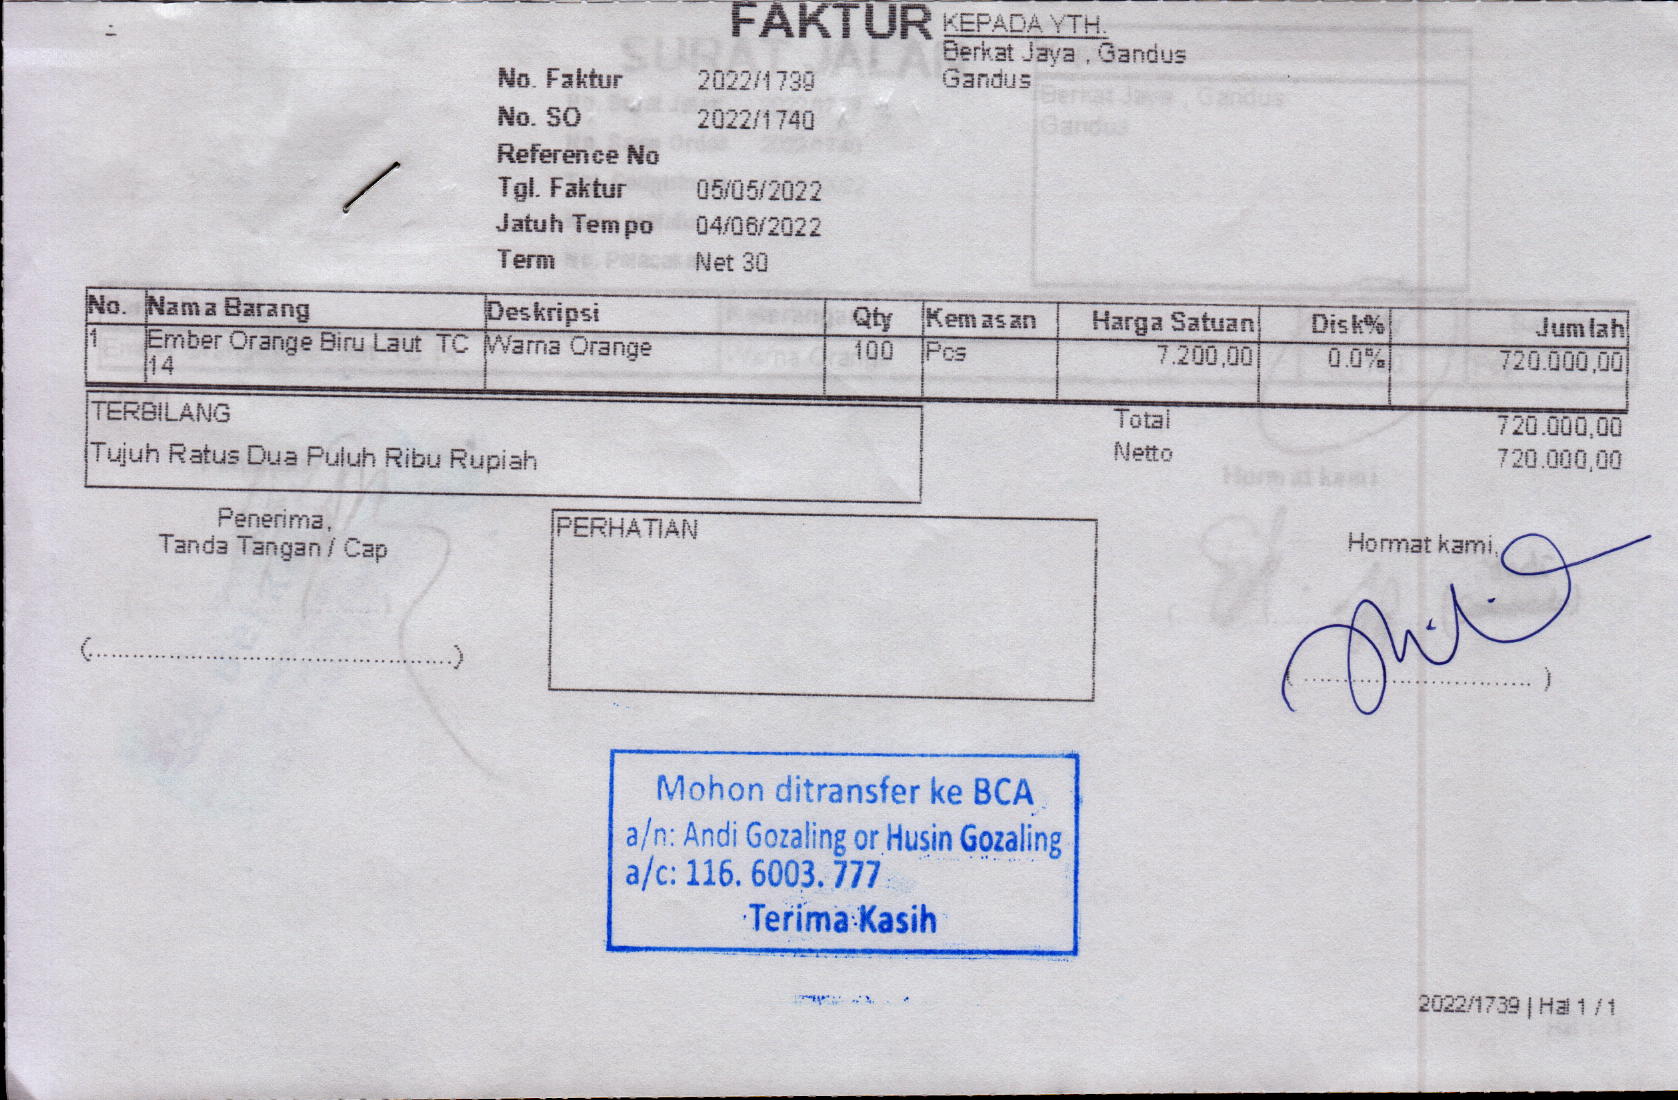 FAKTUR
KEPADA YTH.
Berkat Jaya , Gandus
Gandus
No. Faktur 2022/1739
No. SO 2022/1740
Reference No
Tgl. Faktur 05/05/2022
Jatuh Tempo 04/06/2022
Term Net 30
No. Nama Barang Deskripsi Qty Kemasan Harga Satuan Disk% Jumlah
1 Ember Orange Biru Laut TC Warna Orange 100 Pcs 7.200,00 0.0% 720.000,00
14
TERBILANG
Tujuh Ratus Dua Puluh Ribu Rupiah
Total 720.000,00
Netto 720.000,00
Penerima,
Tanda Tangan / Cap
PERHATIAN
Hormat kami,
Mohon ditransfer ke BCA
a/n: Andi Gozaling or Husin Gozaling
a/c: 116. 6003. 777
Terima Kasih
2022/1739 | Hal 1 / 1